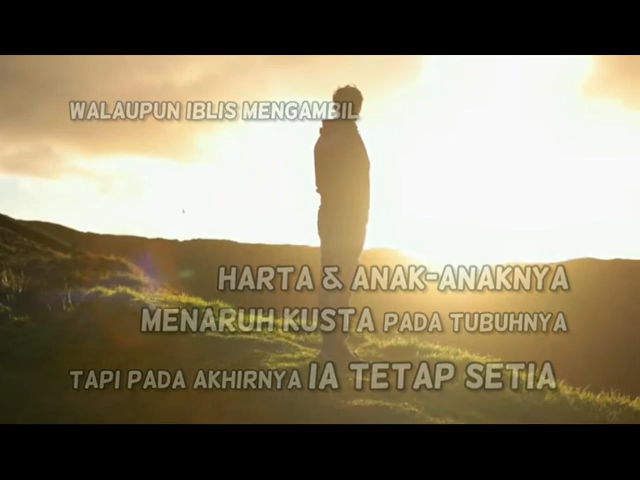 WALAUPUN IBLIS MENGAMBIL
HARTA & ANAK-ANAKNYA
MENARUH KUSTA PADA TUBUHNYA
TAPI PADA AKHIRNYA IA TETAP SETIA